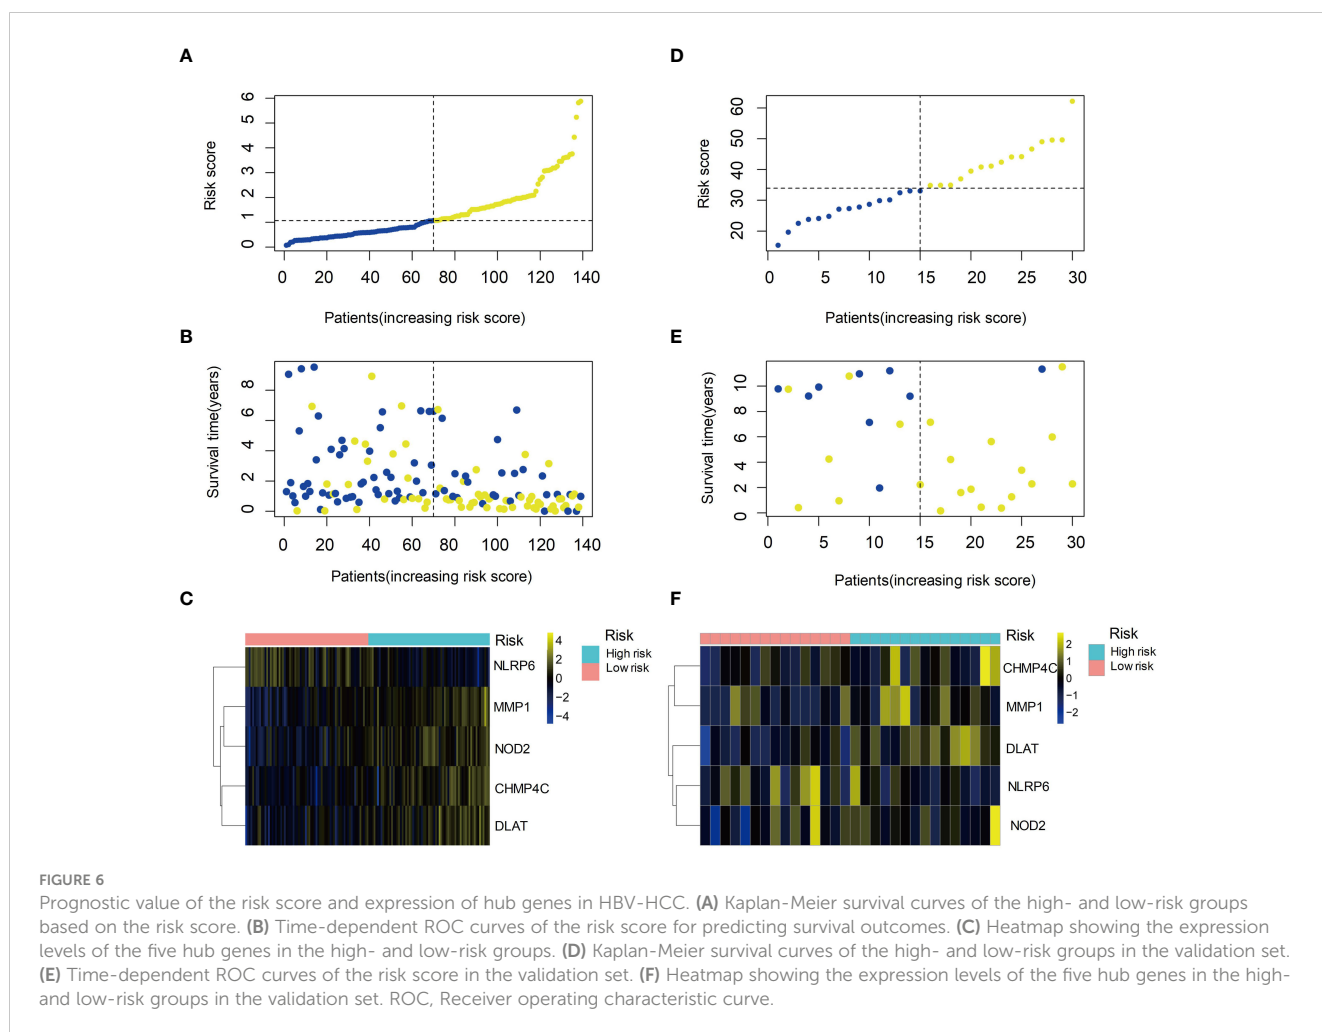 A
Risk score
6
5
4
3
2
1
0
0 20 40 60 80 100 120 140
Patients(increasing risk score)
D
Risk score
60
50
40
30
20
0 5 10 15 20 25 30
Patients(increasing risk score)
B
Survival time(years)
8
6
4
2
0
0 20 40 60 80 100 120 140
Patients(increasing risk score)
E
Survival time(years)
10
8
6
4
2
0
0 5 10 15 20 25 30
Patients(increasing risk score)
C
Risk
NLRP6
MMP1
NOD2
CHMP4C
DLAT
4
2
0
−2
−4
Risk
High risk
Low risk
F
Risk
CHMP4C
MMP1
DLAT
NLRP6
NOD2
2
1
0
−1
−2
Risk
High risk
Low risk
FIGURE 6
Prognostic value of the risk score and expression of hub genes in HBV-HCC. (A) Kaplan-Meier survival curves of the high- and low-risk groups
based on the risk score. (B) Time-dependent ROC curves of the risk score for predicting survival outcomes. (C) Heatmap showing the expression
levels of the five hub genes in the high- and low-risk groups. (D) Kaplan-Meier survival curves of the high- and low-risk groups in the validation set.
(E) Time-dependent ROC curves of the risk score in the validation set. (F) Heatmap showing the expression levels of the five hub genes in the high-
and low-risk groups in the validation set. ROC, Receiver operating characteristic curve.